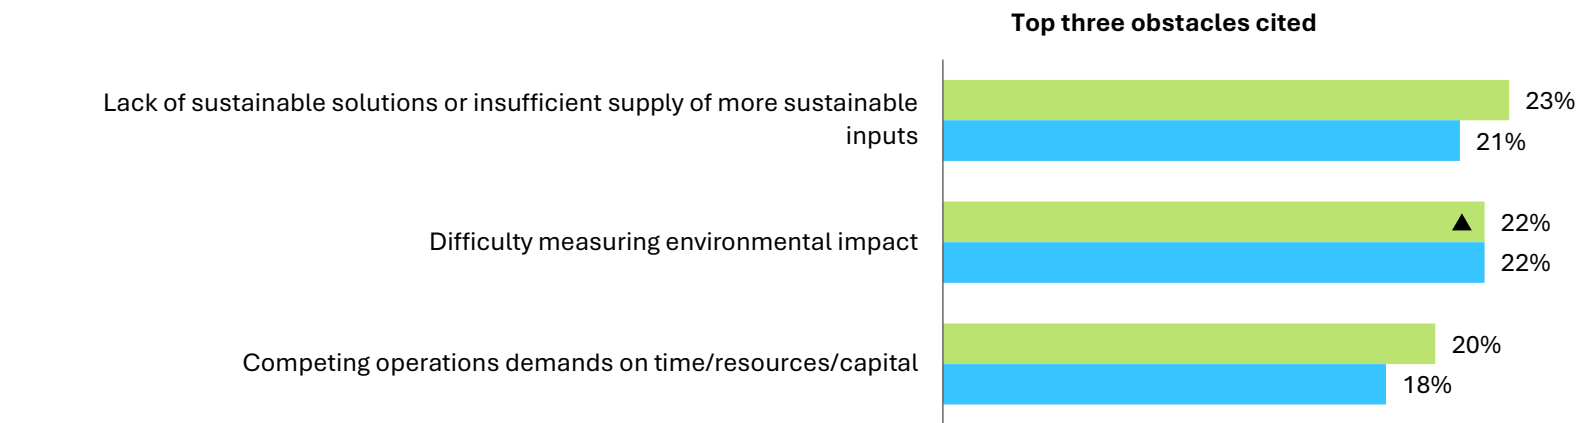 Top three obstacles cited
Lack of sustainable solutions or insufficient supply of more sustainable
inputs
23%
21%
Difficulty measuring environmental impact
22%
22%
Competing operations demands on time/resources/capital
20%
18%